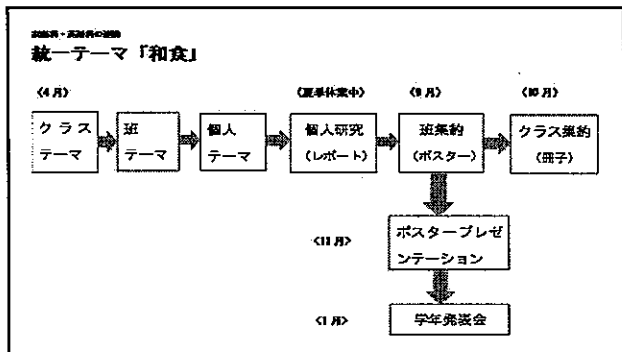 統一テーマ「和食」
〈4月〉
〈夏季休業中〉
〈9月〉
〈10月〉
クラス
テーマ
班
テーマ
個人
テーマ
個人研究
(レポート)
班集約
(ポスター)
クラス集約
(冊子)
〈11月〉
ポスタープレゼ
ンテーション
〈1月〉
学年発表会